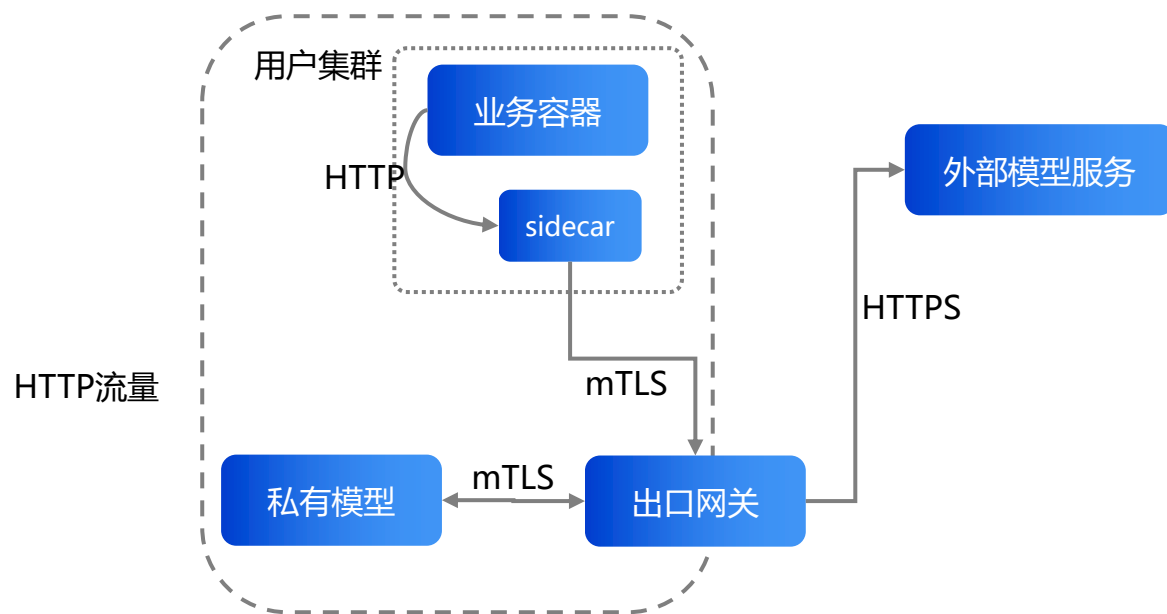 用户集群
业务容器
HTTP
外部模型服务
sidecar
HTTPS
HTTP流量
mTLS
私有模型
mTLS
出口网关